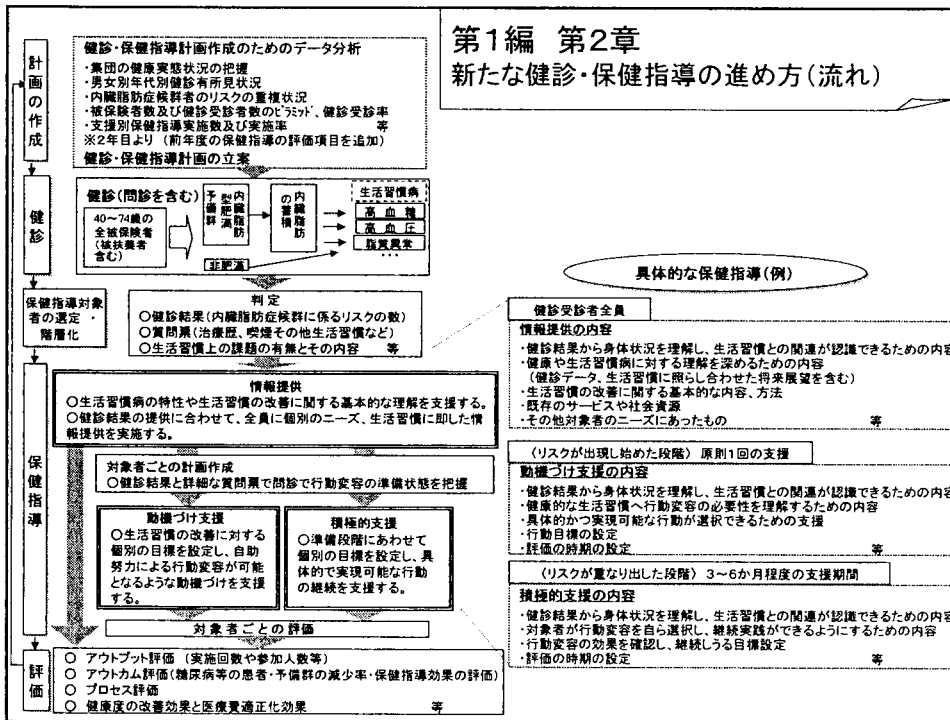 第1編 第2章
新たな健診・保健指導の進め方(流れ)
計画の作成
健診・保健指導計画作成のためのデータ分析
・集団の健康実態状況の把握
・男女別年代別健診有所見状況
・内臓脂肪症候群者のリスクの重複状況
・被保険者数及び健診受診者数のピラミッド、健診受診率
・支援別保健指導実施数及び実施率 等
※2年目より (前年度の保健指導の評価項目を追加)
健診・保健指導計画の立案
健診
健診(問診を含む)
40～74歳の
全被保険者
(被扶養者
含む)
内臓脂肪
型肥満
予備群
非肥満
内臓脂肪
の蓄積
生活習慣病
高血糖
高血圧
脂質異常
・・・
保健指導対象
者の選定・
階層化
判定
○健診結果(内臓脂肪症候群に係るリスクの数)
○質問票(治療歴、喫煙その他生活習慣など)
○生活習慣上の課題の有無とその内容 等
保健指導
情報提供
○生活習慣病の特性や生活習慣の改善に関する基本的な理解を支援する。
○健診結果の提供に合わせて、全員に個別のニーズ、生活習慣に即した情
報提供を実施する。
対象者ごとの計画作成
○健診結果と詳細な質問票で問診で行動変容の準備状態を把握
動機づけ支援
○生活習慣の改善に対する
個別の目標を設定し、自助
努力による行動変容が可能
となるような動機づけを支援
する。
積極的支援
○準備段階にあわせて
個別の目標を設定し、具
体的で実現可能な行動
の継続を支援する。
対象者ごとの評価
評価
○ アウトプット評価 (実施回数や参加人数等)
○ アウトカム評価(糖尿病等の患者・予備群の減少率・保健指導効果の評価)
○ プロセス評価
○ 健康度の改善効果と医療費適正化効果 等
具体的な保健指導(例)
健診受診者全員
情報提供の内容
・健診結果から身体状況を理解し、生活習慣との関連が認識できるための内容
・健康や生活習慣病に対する理解を深めるための内容
(健診データ、生活習慣に照らし合わせた将来展望を含む)
・生活習慣の改善に関する基本的な内容、方法
・既存のサービスや社会資源
・その他対象者のニーズにあったもの 等
〈リスクが出現し始めた段階〉原則1回の支援
動機づけ支援の内容
・健診結果から身体状況を理解し、生活習慣との関連が認識できるための内容
・健康的な生活習慣へ行動変容の必要性を理解するための内容
・具体的かつ実現可能な行動が選択できるための支援
・行動目標の設定
・評価の時期の設定 等
〈リスクが重なり出した段階〉3～6か月程度の支援期間
積極的支援の内容
・健診結果から身体状況を理解し、生活習慣との関連が認識できるための内容
・対象者が行動変容を自ら選択し、継続実践ができるようにするための内容
・行動変容の効果を確認し、継続しうる目標設定
・評価の時期の設定 等